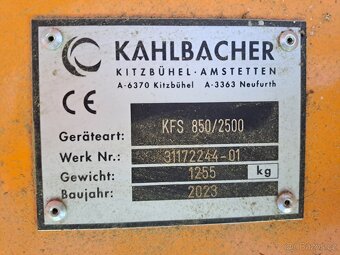 KAHLBACHER
KITZBÜHEL · AMSTETTEN
A-6370 Kitzbühel A-3363 Neufurth
CE
Geräteart: KFS 850/2500
Werk Nr.: 31172244-01
Gewicht: 1255 kg
Baujahr: 2023